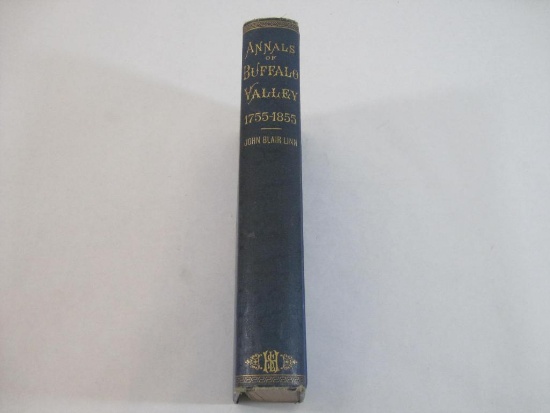 ANNALS
OF
BUFFALO
VALLEY
1755-1855
JOHN BLAIR LINN